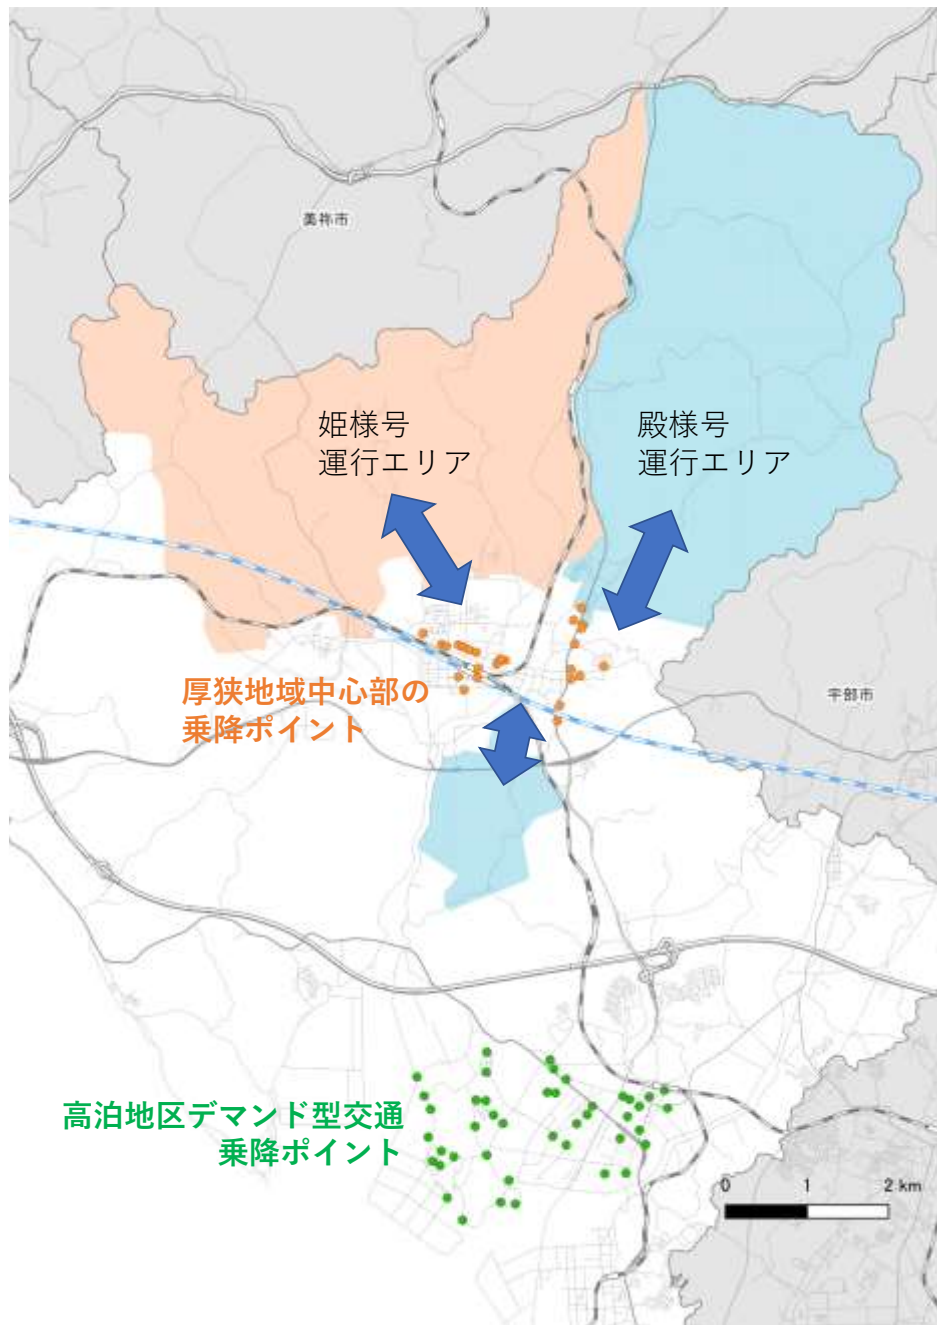 美祢市
姫様号
運行エリア
殿様号
運行エリア
厚狭地域中心部の
乗降ポイント
宇部市
高泊地区デマンド型交通
乗降ポイント
0 1 2 km